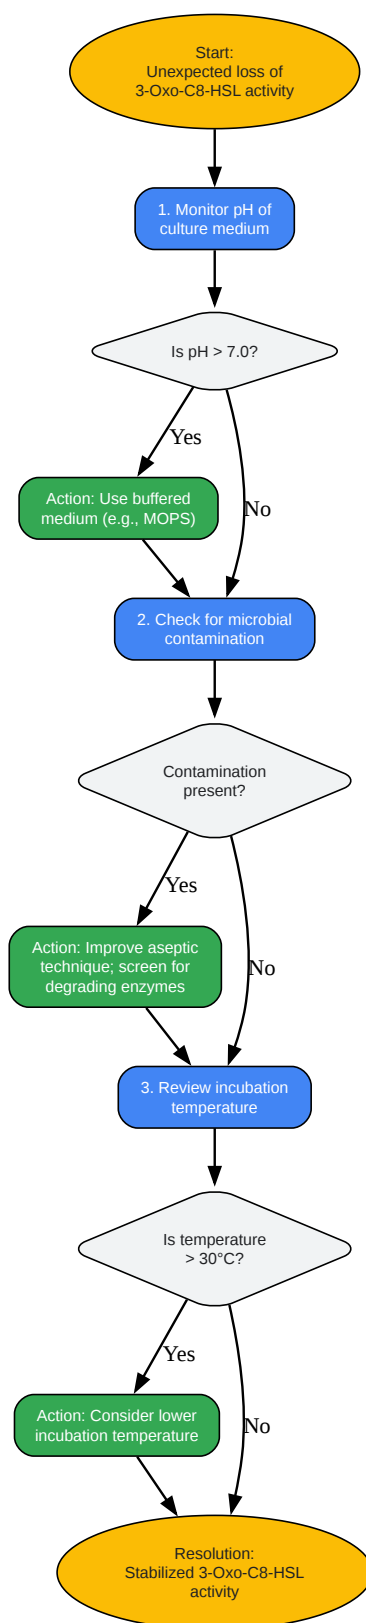 Start:
Unexpected loss of
3-Oxo-C8-HSL activity
1. Monitor pH of
culture medium
Is pH > 7.0?
Yes
Action: Use buffered
medium (e.g., MOPS)
No
2. Check for microbial
contamination
Contamination
present?
Yes
Action: Improve aseptic
technique; screen for
degrading enzymes
No
3. Review incubation
temperature
Is temperature
> 30°C?
Yes
Action: Consider lower
incubation temperature
No
Resolution:
Stabilized 3-Oxo-C8-HSL
activity